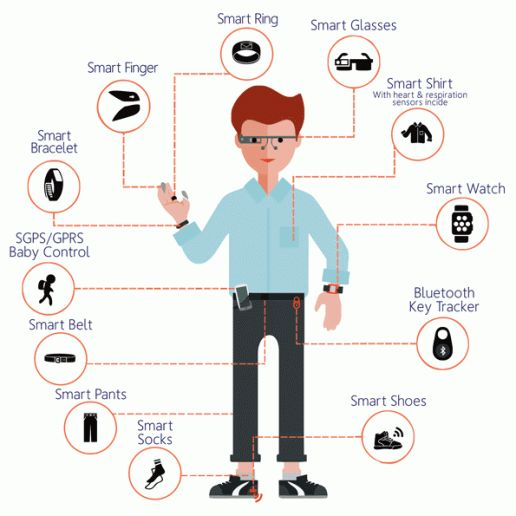 Smart Ring
Smart Glasses
Smart Finger
Smart Shirt
With heart & respiration
sensors incide
Smart
Bracelet
Smart Watch
SGPS/GPRS
Baby Control
Bluetooth
Key Tracker
Smart Belt
Smart Pants
Smart Shoes
Smart
Socks